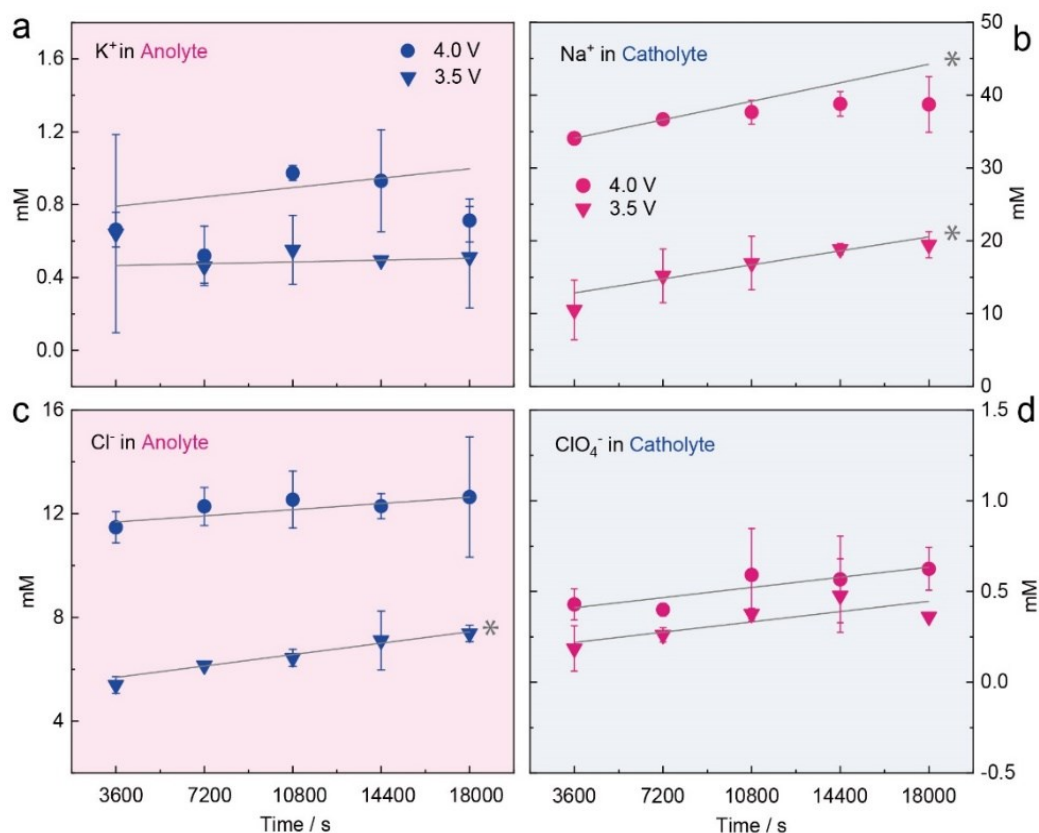 a
K⁺ in Anolyte
4.0 V
3.5 V
1.6
1.2
0.8
0.4
0.0
mM
b
Na⁺ in Catholyte
4.0 V
3.5 V
*
*
50
40
30
20
10
0
mM
c
Cl⁻ in Anolyte
*
16
12
8
4
mM
3600 7200 10800 14400 18000
Time / s
d
ClO₄⁻ in Catholyte
1.5
1.0
0.5
0.0
-0.5
mM
3600 7200 10800 14400 18000
Time / s